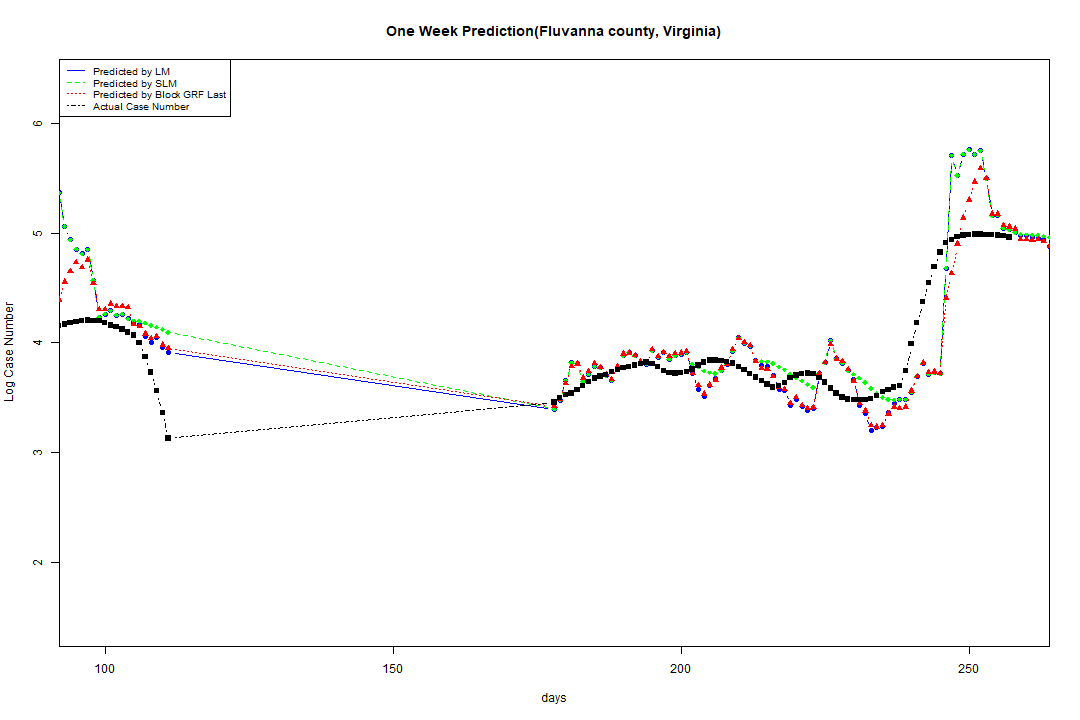 One Week Prediction(Fluvanna county, Virginia)
Predicted by LM
Predicted by SLM
Predicted by Block GRF Last
Actual Case Number
6
5
4
3
2
Log Case Number
100 150 200 250
days